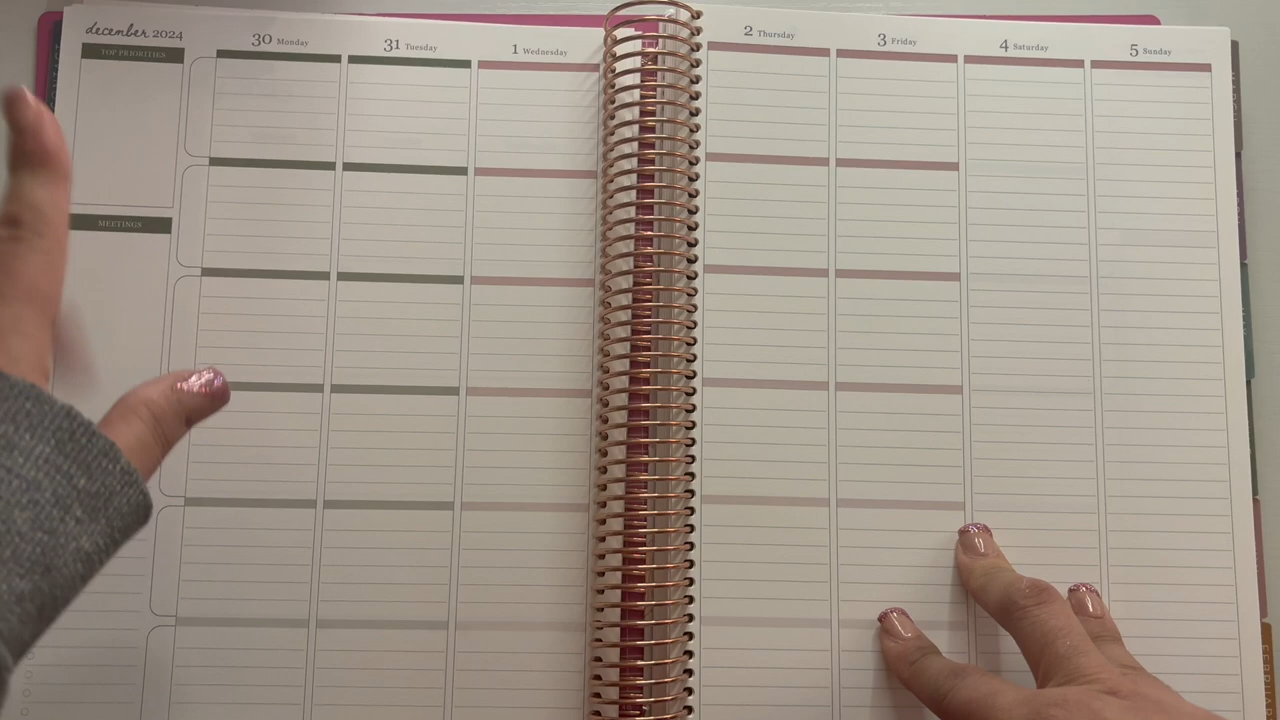 december 2024
TOP PRIORITIES
MEETINGS
30 Monday
31 Tuesday
1 Wednesday
2 Thursday
3 Friday
4 Saturday
5 Sunday
MARCH